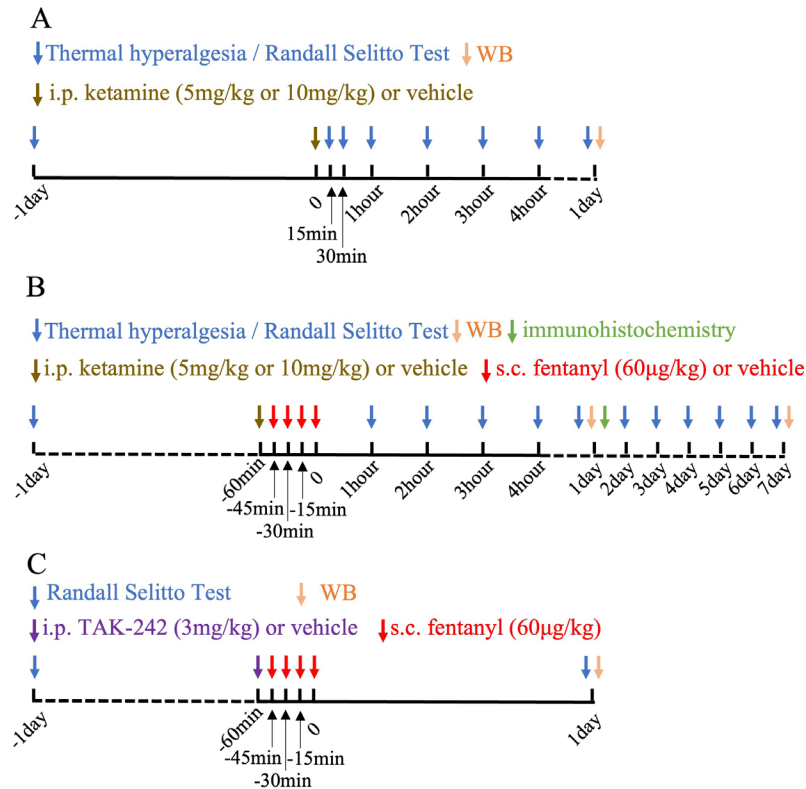 A
Thermal hyperalgesia / Randall Selitto Test WB
i.p. ketamine (5mg/kg or 10mg/kg) or vehicle
-1day 0 1hour 2hour 3hour 4hour 1day
15min
30min
B
Thermal hyperalgesia / Randall Selitto Test WB immunohistochemistry
i.p. ketamine (5mg/kg or 10mg/kg) or vehicle s.c. fentanyl (60μg/kg) or vehicle
-1day -60min 0 1hour 2hour 3hour 4hour 1day 2day 3day 4day 5day 6day 7day
-45min -15min
-30min
C
Randall Selitto Test WB
i.p. TAK-242 (3mg/kg) or vehicle s.c. fentanyl (60μg/kg)
-1day -60min 0 1day
-45min -15min
-30min